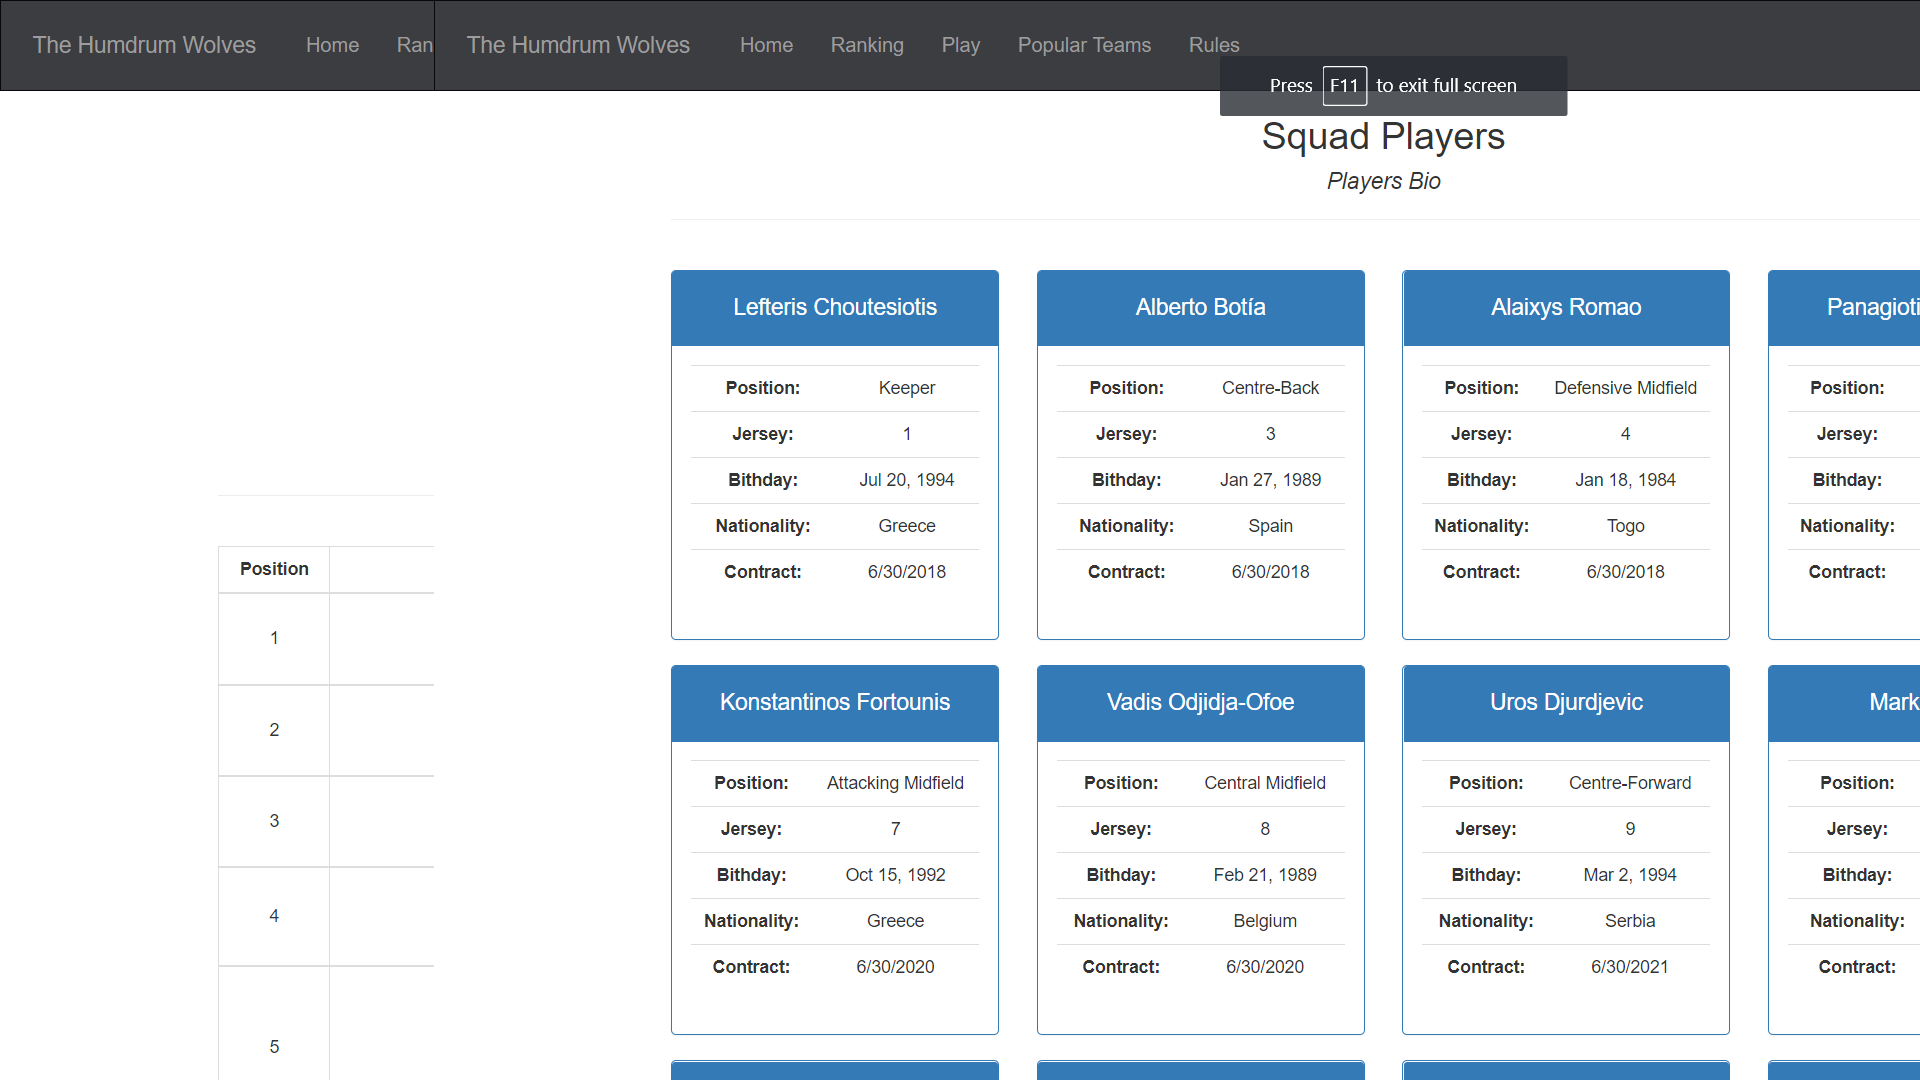 The Humdrum Wolves Home Ran
The Humdrum Wolves Home Ranking Play Popular Teams Rules
Press F11 to exit full screen
Squad Players
Players Bio
Position
1
2
3
4
5
Lefteris Choutesiotis
Position: Keeper
Jersey: 1
Bithday: Jul 20, 1994
Nationality: Greece
Contract: 6/30/2018
Alberto Botía
Position: Centre-Back
Jersey: 3
Bithday: Jan 27, 1989
Nationality: Spain
Contract: 6/30/2018
Alaixys Romao
Position: Defensive Midfield
Jersey: 4
Bithday: Jan 18, 1984
Nationality: Togo
Contract: 6/30/2018
Panagioti
Position:
Jersey:
Bithday:
Nationality:
Contract:
Konstantinos Fortounis
Position: Attacking Midfield
Jersey: 7
Bithday: Oct 15, 1992
Nationality: Greece
Contract: 6/30/2020
Vadis Odjidja-Ofoe
Position: Central Midfield
Jersey: 8
Bithday: Feb 21, 1989
Nationality: Belgium
Contract: 6/30/2020
Uros Djurdjevic
Position: Centre-Forward
Jersey: 9
Bithday: Mar 2, 1994
Nationality: Serbia
Contract: 6/30/2021
Mark
Position:
Jersey:
Bithday:
Nationality:
Contract: